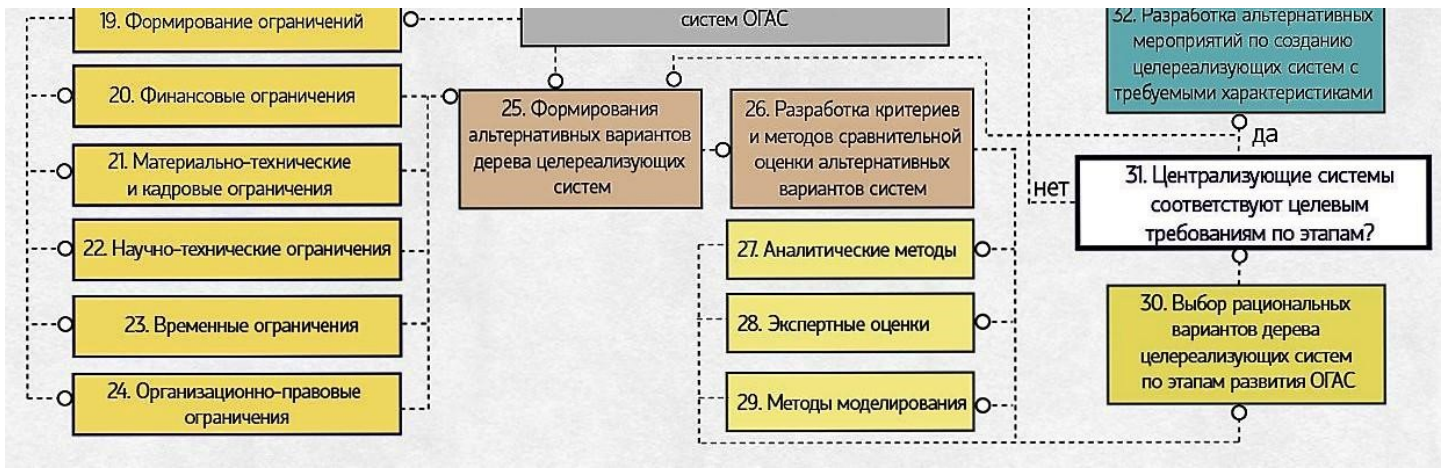 19. Формирование ограничений
20. Финансовые ограничения
21. Материально-технические
и кадровые ограничения
22. Научно-технические ограничения
23. Временные ограничения
24. Организационно-правовые
ограничения
систем ОГАС
25. Формирования
альтернативных вариантов
дерева целереализующих
систем
26. Разработка критериев
и методов сравнительной
оценки альтернативных
вариантов систем
27. Аналитические методы
28. Экспертные оценки
29. Методы моделирования
32. Разработка альтернативных
мероприятий по созданию
целереализующих систем с
требуемыми характеристиками
да
нет
31. Централизующие системы
соответствуют целевым
требованиям по этапам?
30. Выбор рациональных
вариантов дерева
целереализующих систем
по этапам развития ОГАС